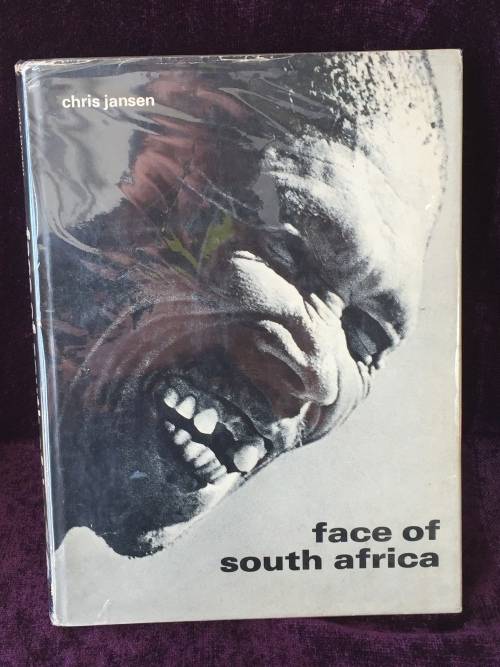 chris jansen
face of
south africa